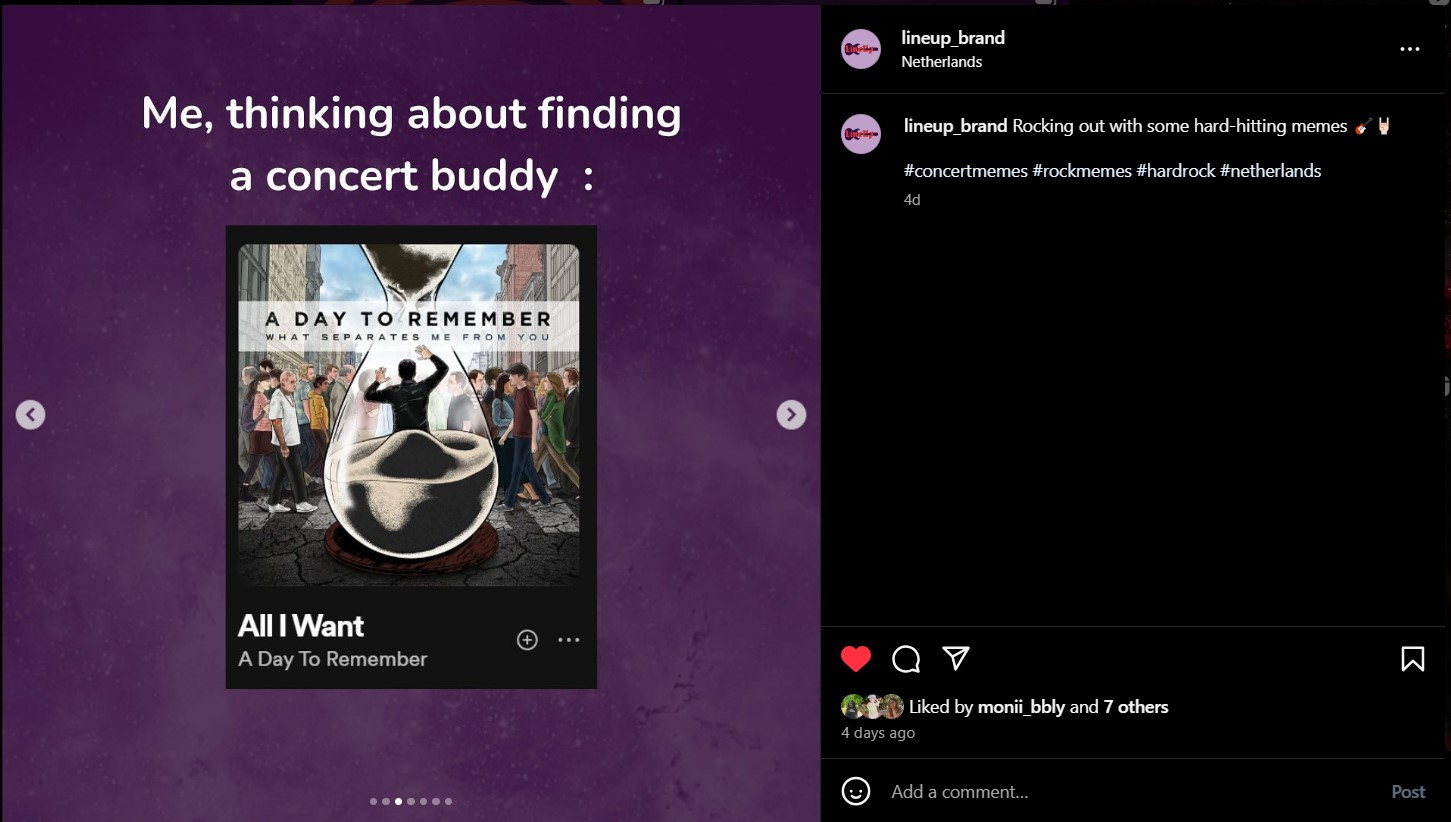 Me, thinking about finding
a concert buddy :
A DAY TO REMEMBER
WHAT SEPARATES ME FROM YOU
All I Want
A Day To Remember
lineup_brand
Netherlands
lineup_brand Rocking out with some hard-hitting memes 🎸🤘🏻
#concertmemes #rockmemes #hardrock #netherlands
4d
Liked by monii_bbly and 7 others
4 days ago
Add a comment...
Post